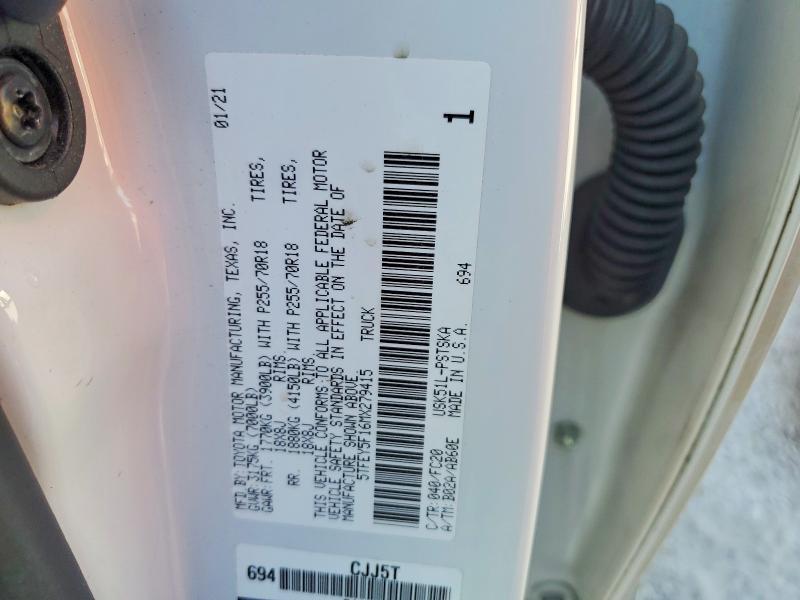 MFD BY: TOYOTA MOTOR MANUFACTURING, TEXAS, INC. 01/21
GVWR: 3175KG(7000LB)
GAWR:FRT. 1770KG (3900LB) WITH P255/70R18 TIRES,
18X8J RIMS
RR. 1880KG (4150LB) WITH P255/70R18 TIRES,
18X8J RIMS
THIS VEHICLE CONFORMS TO ALL APPLICABLE FEDERAL MOTOR
VEHICLE SAFETY STANDARDS IN EFFECT ON THE DATE OF
MANUFACTURE SHOWN ABOVE.
5TFEY5F16MX279415 TRUCK
C/TR: 040/FC20 USK51L-PSTSKA 694
A/TM: B02A/AB60E MADE IN U.S.A. 1
694 CJJ5T